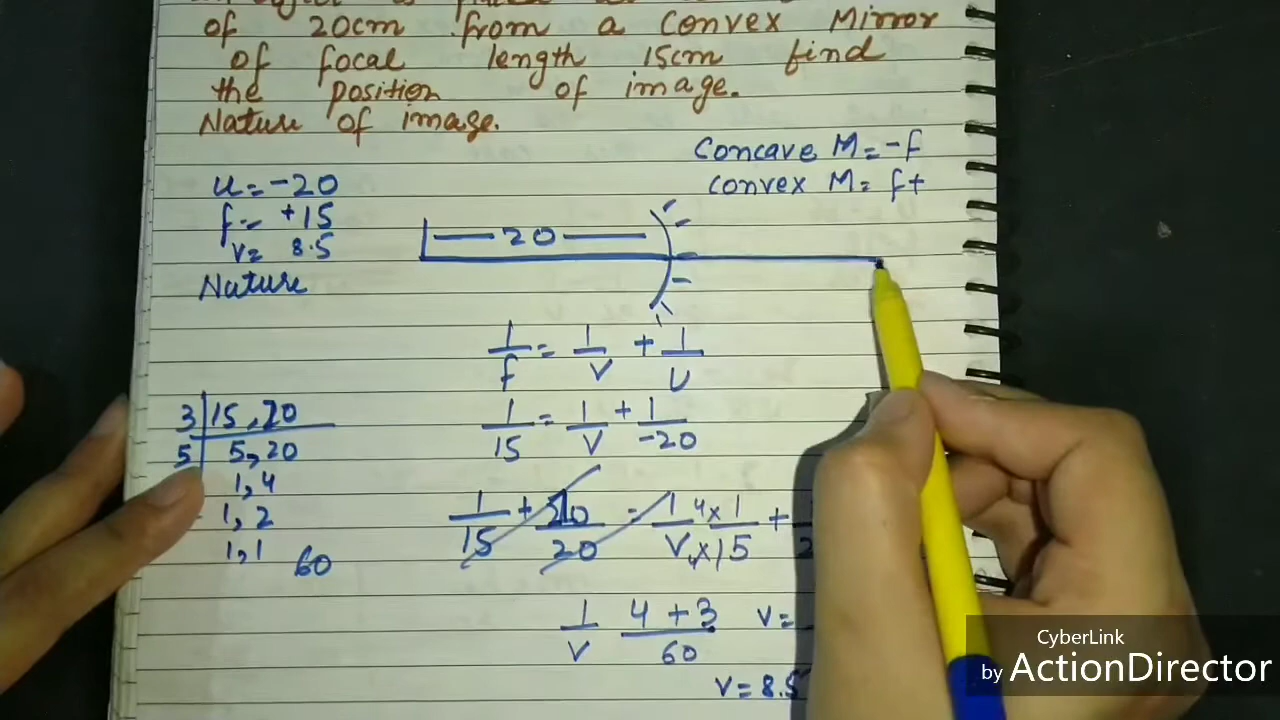 of 20cm from a Convex Mirror
of focal length 15cm find
the position of image.
Nature of image.
Concave M = -f
Convex M = f+
u = -20
f = +15
v = 8.5
Nature
20
1/f = 1/v + 1/u
1/15 = 1/v + 1/-20
3 | 15, 20
5 | 5, 20
1, 4
1, 2
1, 1 60
1/15 + 20/20 = 1/v 4×1/×15 +
1/v 4+3/60 v =
v = 8.5
CyberLink
by ActionDirector